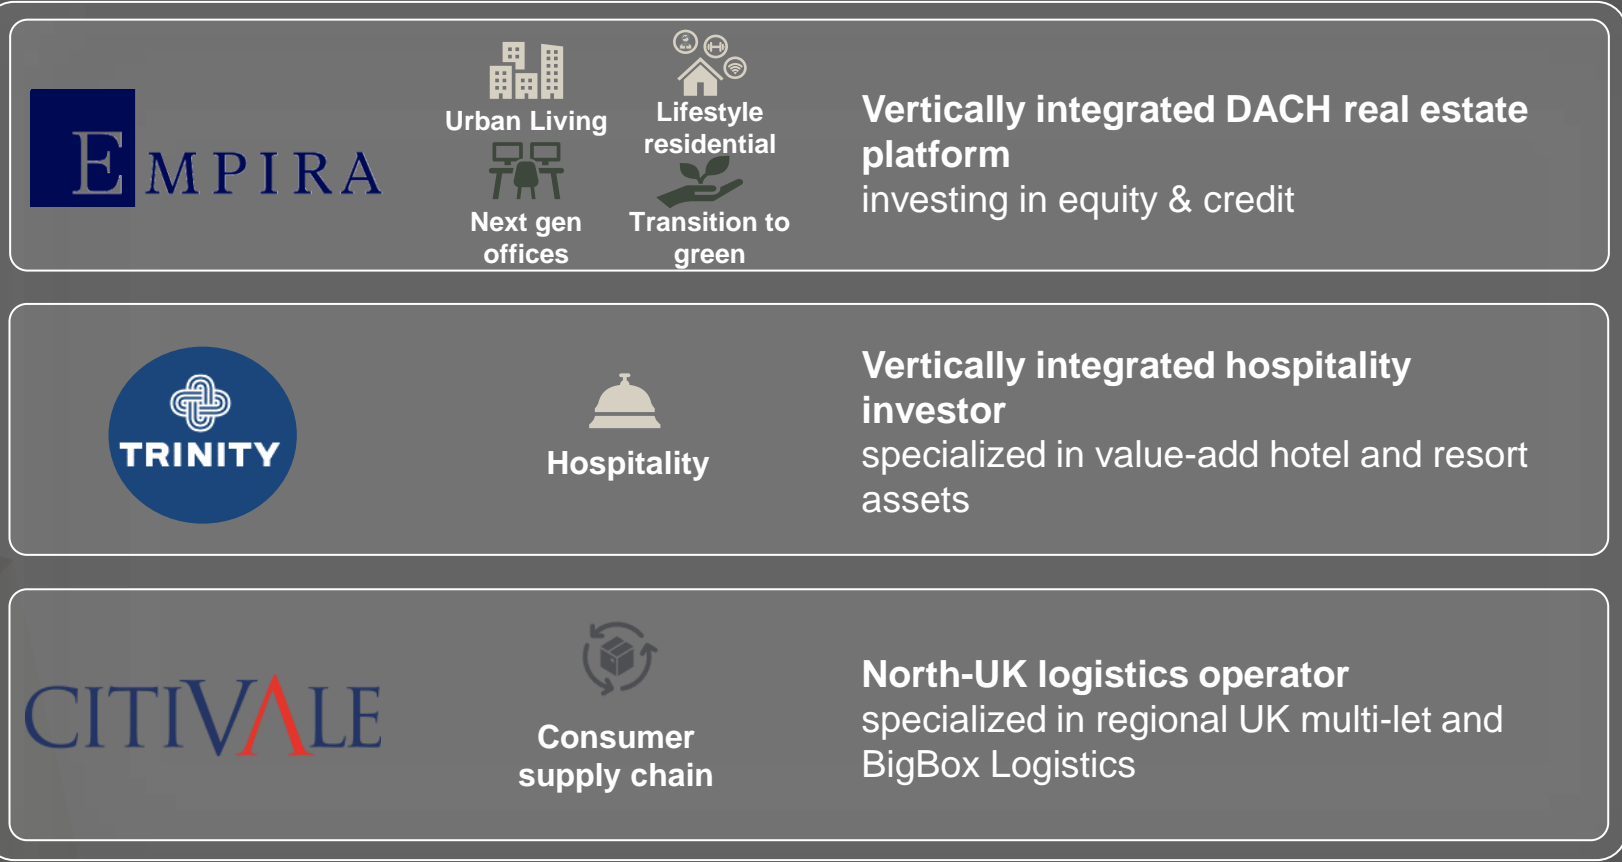 EMPIRA
Urban Living
Lifestyle
residential
Next gen
offices
Transition to
green
Vertically integrated DACH real estate
platform
investing in equity & credit
TRINITY
Hospitality
Vertically integrated hospitality
investor
specialized in value-add hotel and resort
assets
CITIVALE
Consumer
supply chain
North-UK logistics operator
specialized in regional UK multi-let and
BigBox Logistics